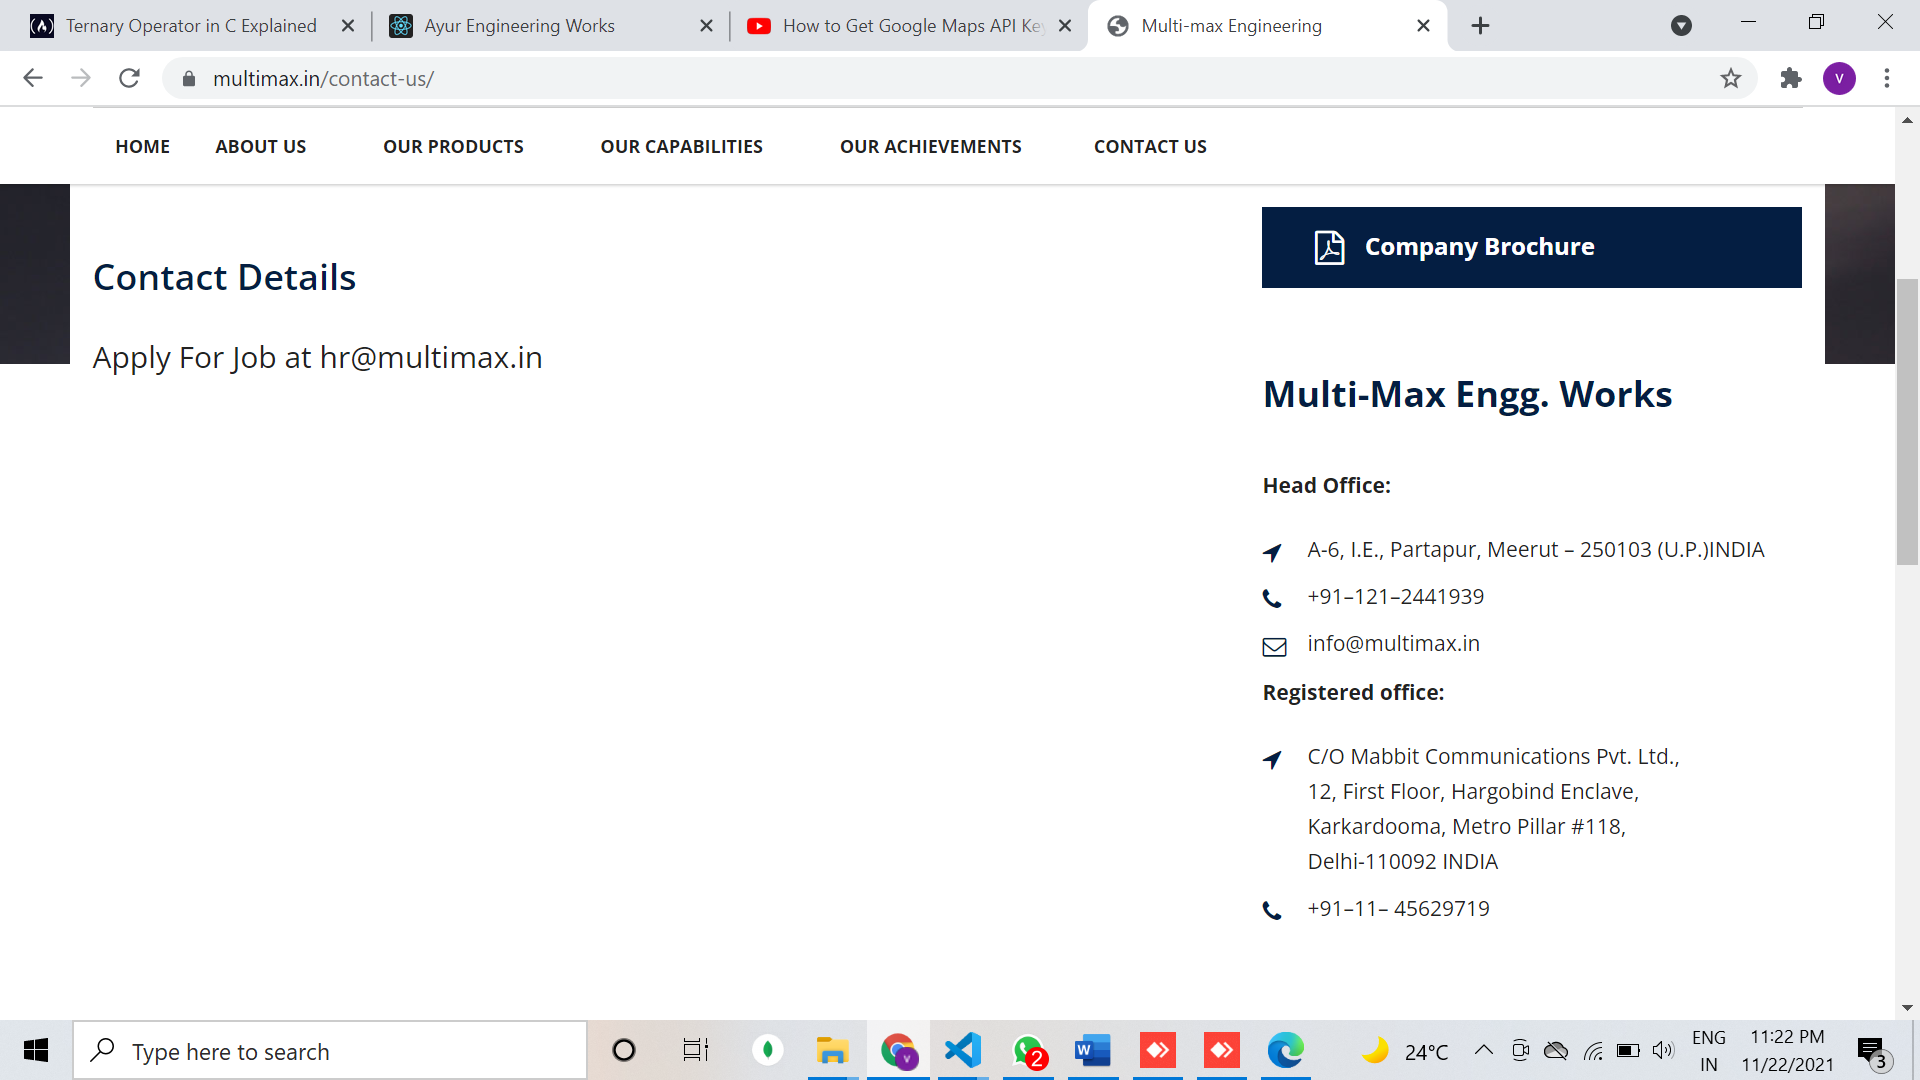 Ternary Operator in C Explained
Ayur Engineering Works
How to Get Google Maps API Key
Multi-max Engineering
multimax.in/contact-us/
V
HOME ABOUT US OUR PRODUCTS OUR CAPABILITIES OUR ACHIEVEMENTS CONTACT US
Company Brochure
Contact Details
Apply For Job at hr@multimax.in
Multi-Max Engg. Works
Head Office:
A-6, I.E., Partapur, Meerut – 250103 (U.P.)INDIA
+91–121–2441939
info@multimax.in
Registered office:
C/O Mabbit Communications Pvt. Ltd.,
12, First Floor, Hargobind Enclave,
Karkardooma, Metro Pillar #118,
Delhi-110092 INDIA
+91–11– 45629719
Type here to search
V
2
W
24°C
ENG
IN
11:22 PM
11/22/2021
3